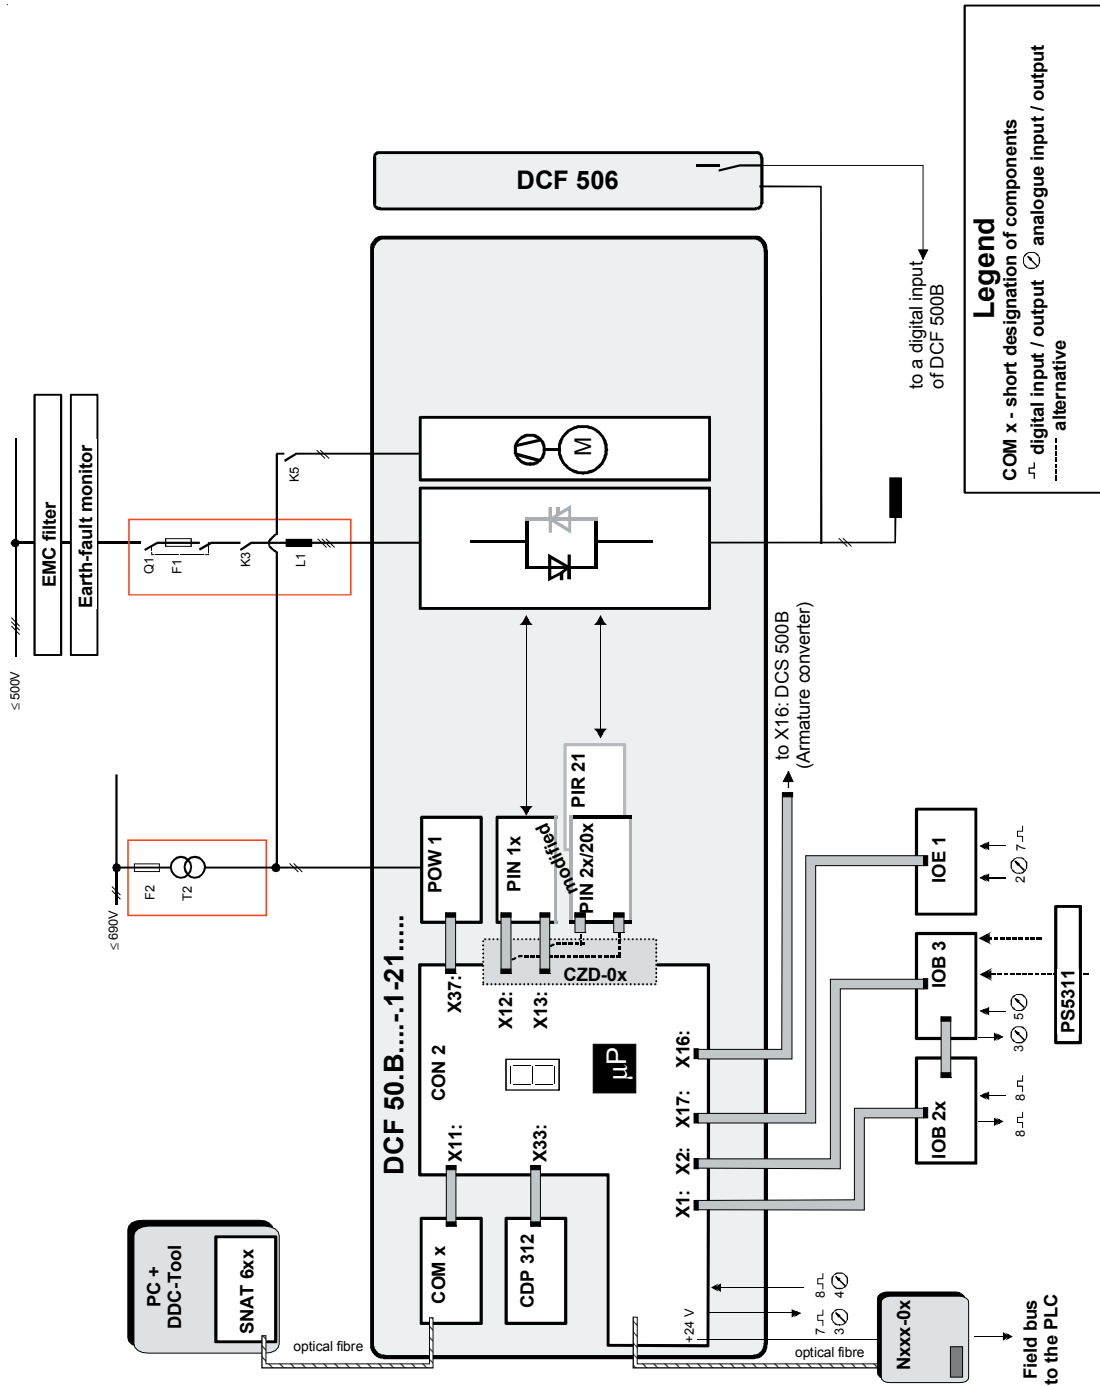 ≤ 500V
EMC filter
Earth-fault monitor
Q1
F1
K3
L1
K5
≤ 690V
F2
T2
DCF 506
to a digital input
of DCF 500B
Legend
COM x - short designation of components
digital input / output analogue input / output
alternative
M
DCF 50.B....-.1-21.....
POW 1
PIN 1x
modified
PIN 2x/20x
PIR 21
CZD-0x
X37:
X12:
X13:
CON 2
µP
X11:
X33:
X16:
X17:
X2:
X1:
to X16: DCS 500B
(Armature converter)
PC +
DDC-Tool
SNAT 6xx
optical fibre
COM x
CDP 312
+24 V
optical fibre
7
3
8
4
Nxxx-0x
Field bus
to the PLC
IOB 2x
8
8
IOB 3
3
5
PS5311
IOE 1
2
7